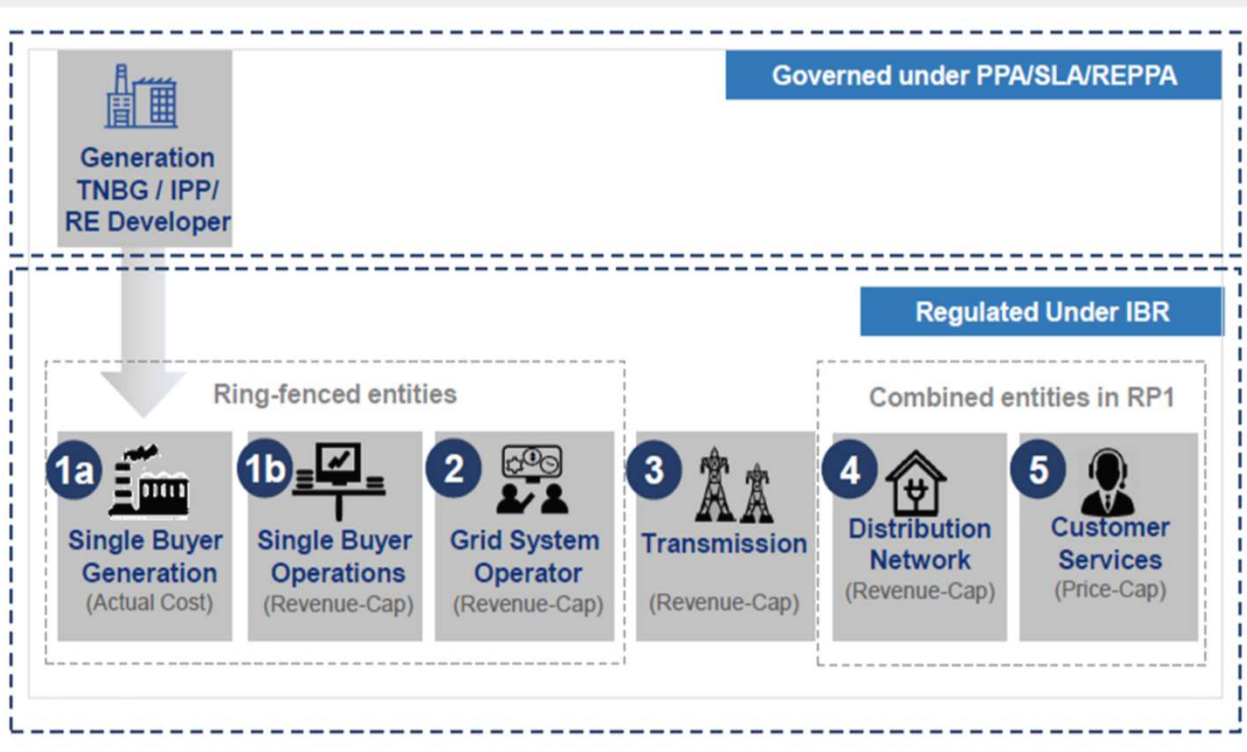 Governed under PPA/SLA/REPPA
Generation
TNBG / IPP/
RE Developer
Regulated Under IBR
Ring-fenced entities
Combined entities in RP1
1a
Single Buyer
Generation
(Actual Cost)
1b
Single Buyer
Operations
(Revenue-Cap)
2
Grid System
Operator
(Revenue-Cap)
3
Transmission
(Revenue-Cap)
4
Distribution
Network
(Revenue-Cap)
5
Customer
Services
(Price-Cap)